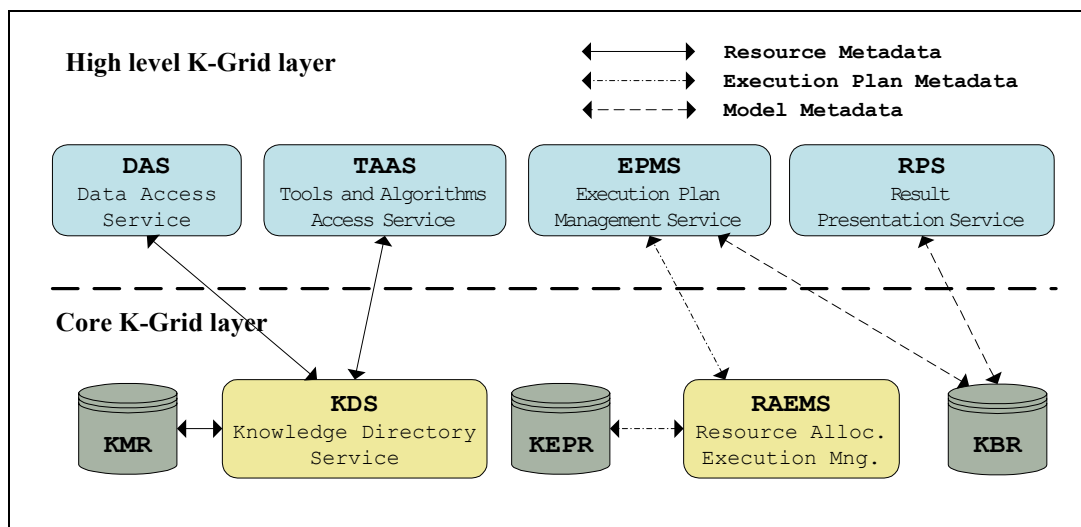 High level K-Grid layer
Resource Metadata
Execution Plan Metadata
Model Metadata
DAS
Data Access
Service
TAAS
Tools and Algorithms
Access Service
EPMS
Execution Plan
Management Service
RPS
Result
Presentation Service
Core K-Grid layer
KMR
KDS
Knowledge Directory
Service
KEPR
RAEMS
Resource Alloc.
Execution Mng.
KBR